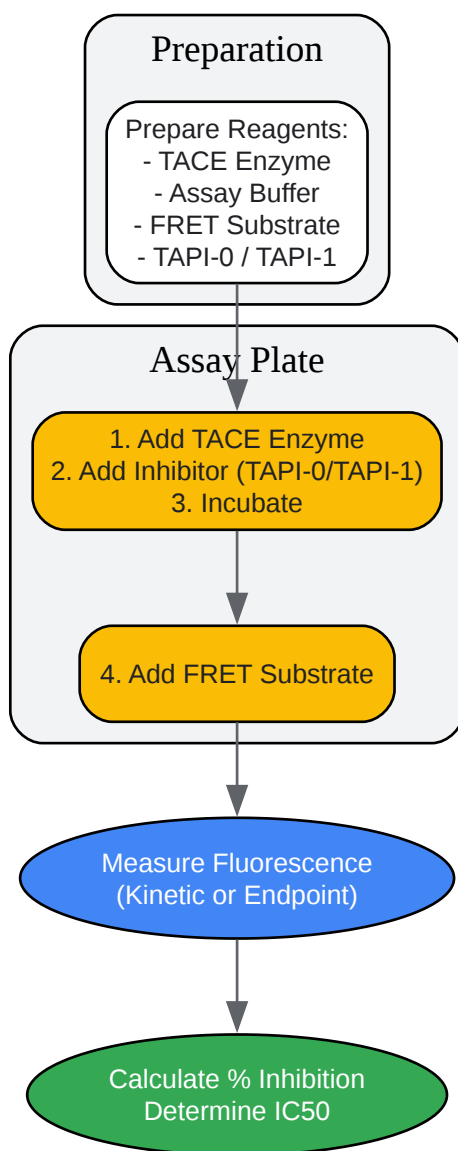 Preparation
Prepare Reagents:
- TACE Enzyme
- Assay Buffer
- FRET Substrate
- TAPI-0 / TAPI-1
Assay Plate
1. Add TACE Enzyme
2. Add Inhibitor (TAPI-0/TAPI-1)
3. Incubate
4. Add FRET Substrate
Measure Fluorescence
(Kinetic or Endpoint)
Calculate % Inhibition
Determine IC50